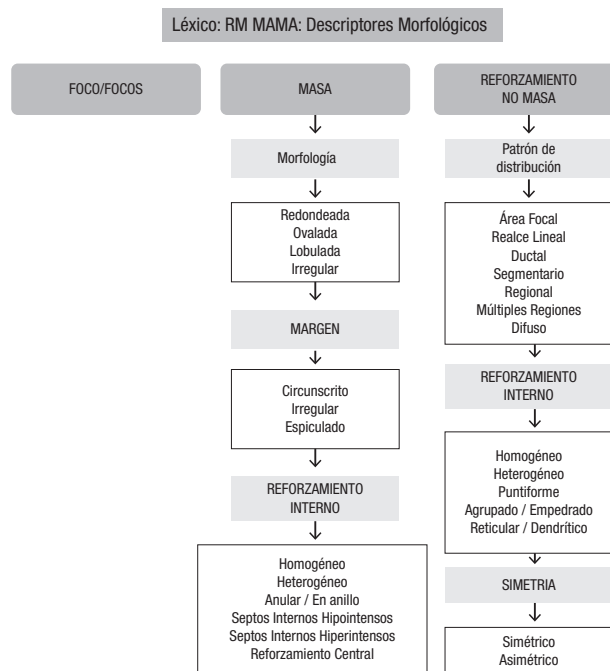 Léxico: RM MAMA: Descriptores Morfológicos
FOCO/FOCOS
MASA
Morfología
Redondeada
Ovalada
Lobulada
Irregular
MARGEN
Circunscrito
Irregular
Espiculado
REFORZAMIENTO
INTERNO
Homogéneo
Heterogéneo
Anular / En anillo
Septos Internos Hipointensos
Septos Internos Hiperintensos
Reforzamiento Central
REFORZAMIENTO
NO MASA
Patrón de
distribución
Área Focal
Realce Lineal
Ductal
Segmentario
Regional
Múltiples Regiones
Difuso
REFORZAMIENTO
INTERNO
Homogéneo
Heterogéneo
Puntiforme
Agrupado / Empedrado
Reticular / Dendrítico
SIMETRIA
Simétrico
Asimétrico